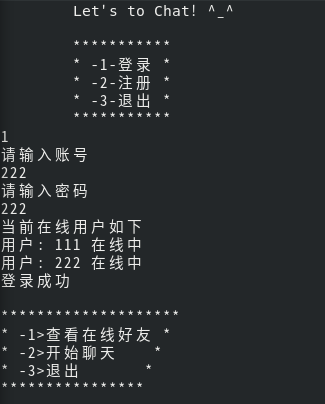 Let's to Chat! ^_^
***********
* -1-登录 *
* -2-注册 *
* -3-退出 *
***********
1
请输入账号
222
请输入密码
222
当前在线用户如下
用户: 111 在线中
用户: 222 在线中
登录成功
********************
* -1>查看在线好友 *
* -2>开始聊天    *
* -3>退出       *
****************